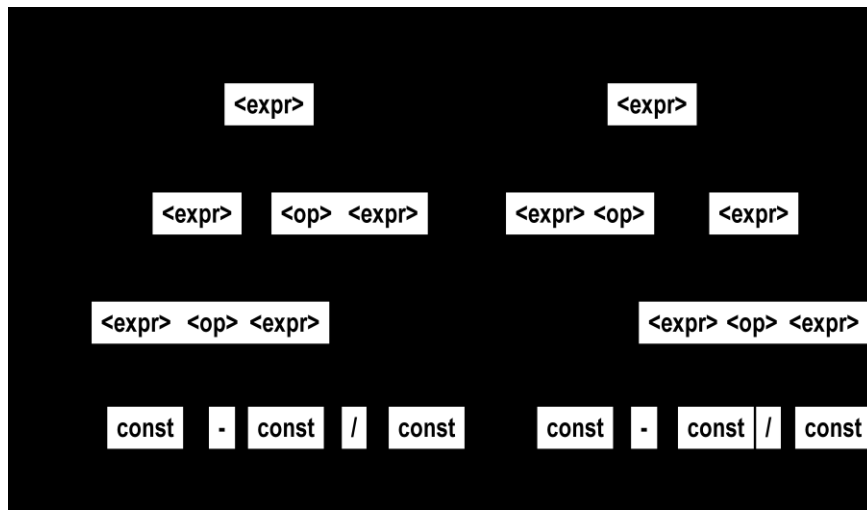 <expr> <expr>
<expr> <op> <expr> <expr> <op> <expr>
<expr> <op> <expr> <expr> <op> <expr>
const - const / const const - const / const